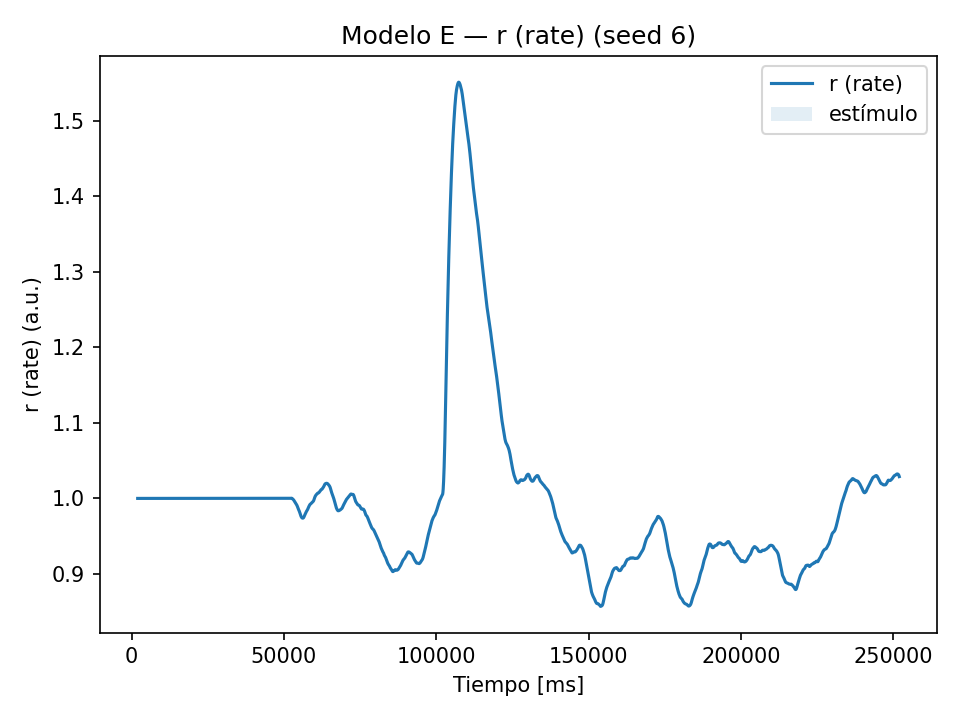 Modelo E — r (rate) (seed 6)
r (rate)
estímulo
r (rate) (a.u.)
1.5
1.4
1.3
1.2
1.1
1.0
0.9
0 50000 100000 150000 200000 250000
Tiempo [ms]